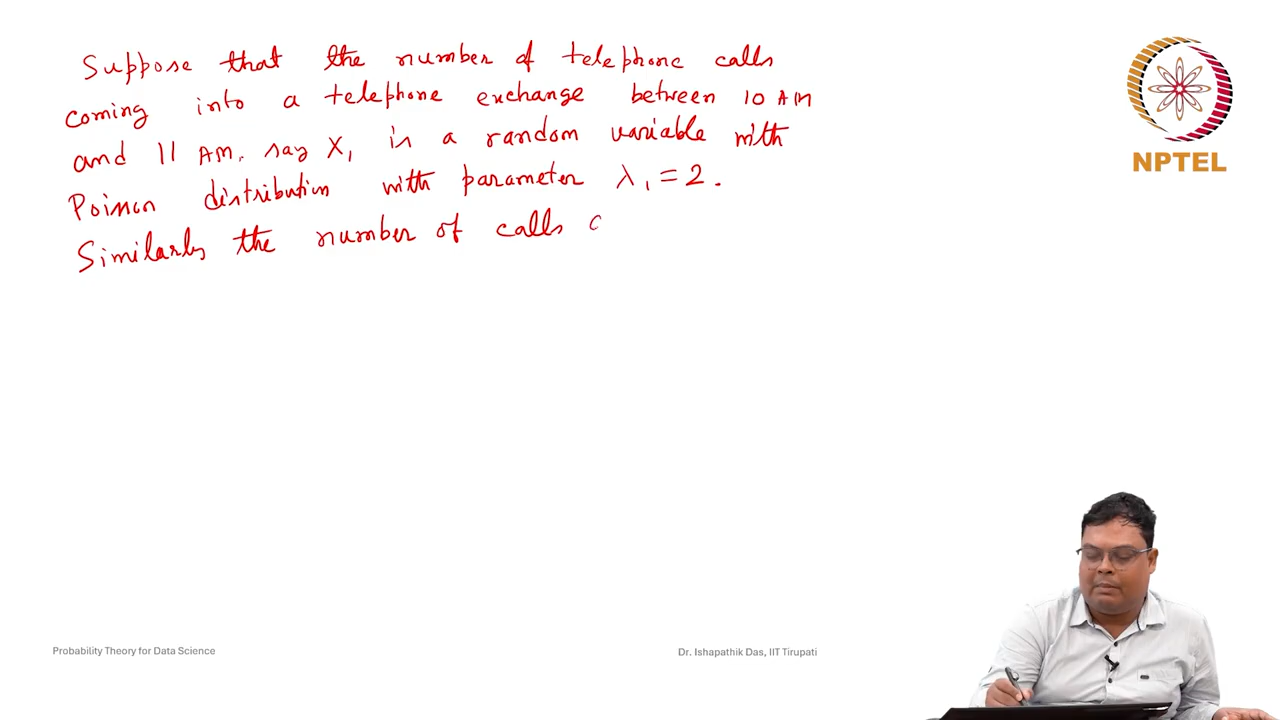 Suppose that the number of telephone calls
coming into a telephone exchange between 10 AM
and 11 AM, say X₁ is a random variable with
Poisson distribution with parameter λ₁ = 2.
Similarly the number of calls c
NPTEL
Probability Theory for Data Science
Dr. Ishapathik Das, IIT Tirupati